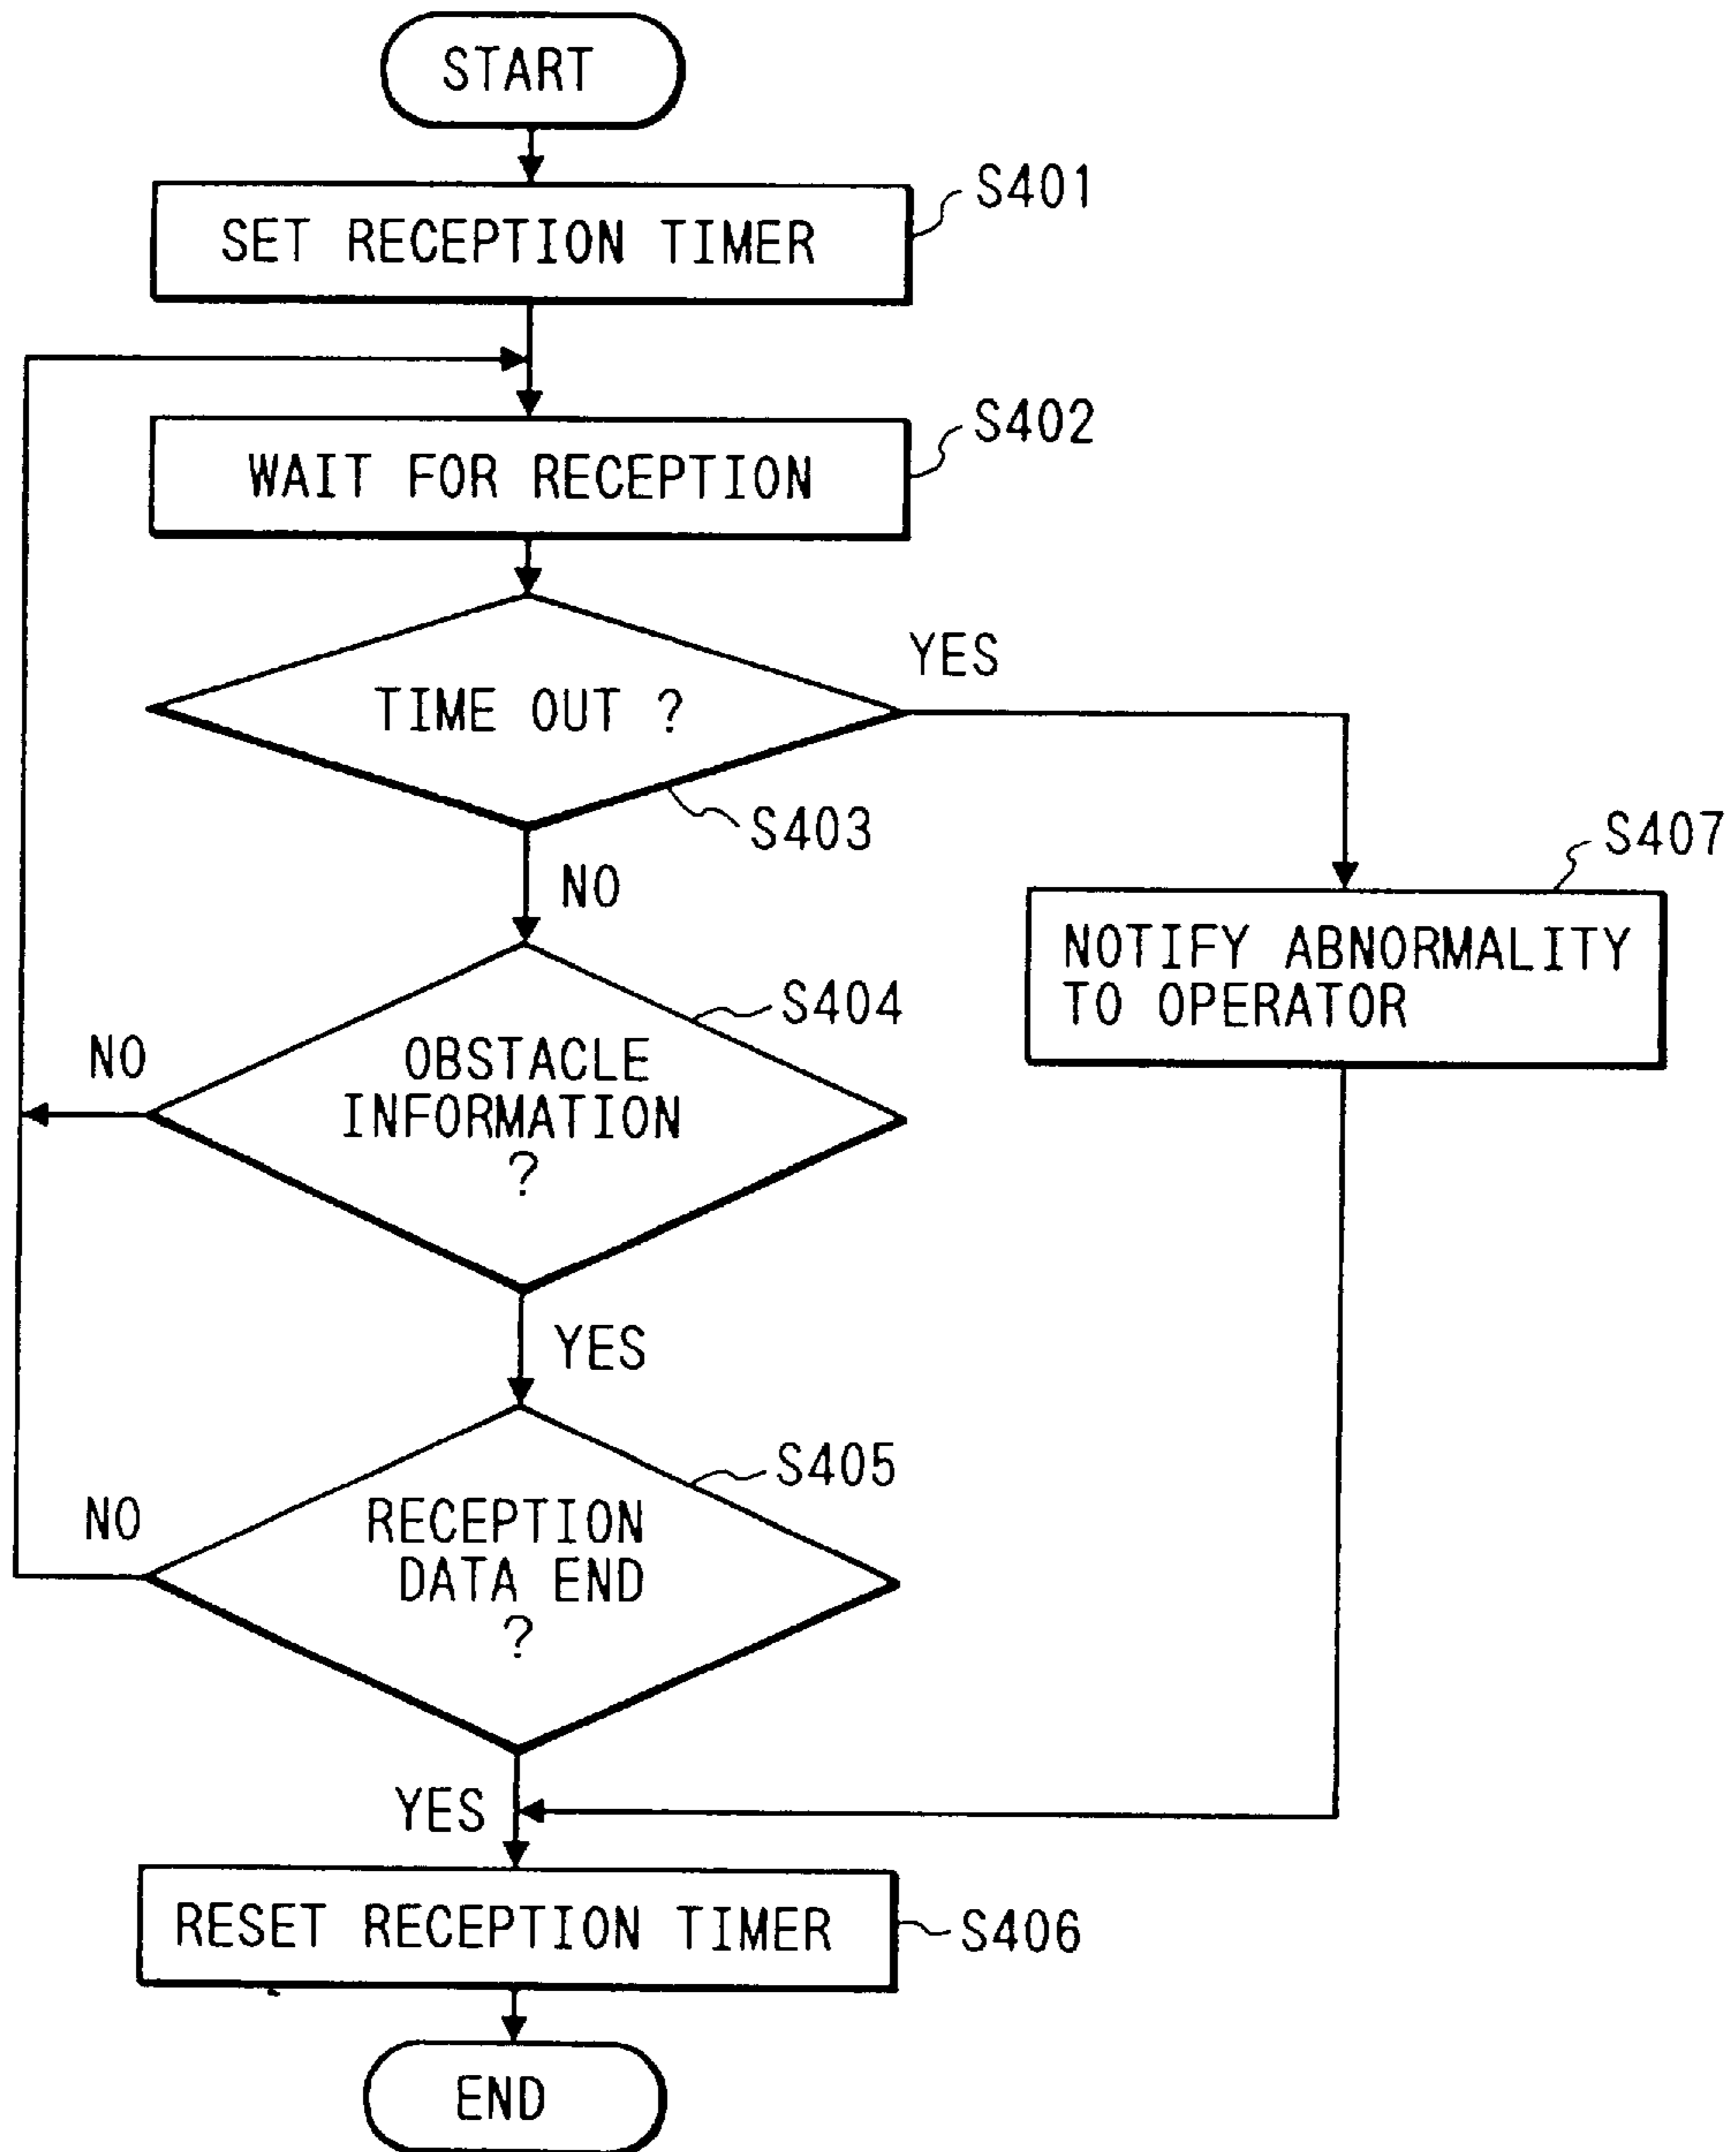 START
S401
SET RECEPTION TIMER
S402
WAIT FOR RECEPTION
YES
TIME OUT ?
S403
S407
NO
NOTIFY ABNORMALITY
TO OPERATOR
S404
NO
OBSTACLE
INFORMATION
?
YES
S405
NO
RECEPTION
DATA END
?
YES
RESET RECEPTION TIMER
S406
END